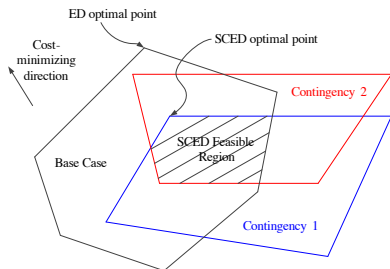 ED optimal point
SCED optimal point
Cost-
minimizing
direction
Contingency 2
SCED Feasible
Region
Base Case
Contingency 1